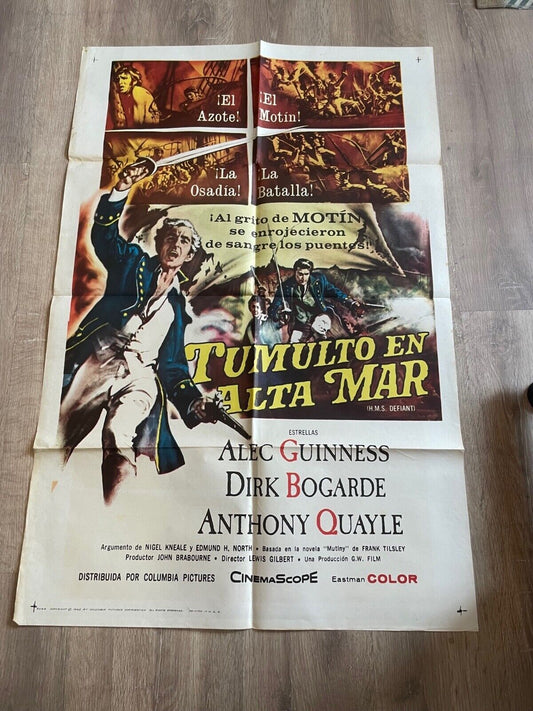 ¡El Azote!
¡El Motín!
¡La Osadía!
¡La Batalla!
¡Al grito de MOTIN,
se enrojecieron
de sangre los puentes!
TUMULTO EN
ALTA MAR
(H.M.S. DEFIANT)
ESTRELLAS
ALEC GUINNESS
DIRK BOGARDE
ANTHONY QUAYLE
Argumento de NIGEL KNEALE y EDMUND H. NORTH • Basada en la novela "Mutiny" de FRANK TILSLEY
Productor JOHN BRABOURNE • Director LEWIS GILBERT • Una Producción G.W. FILM
DISTRIBUIDA POR COLUMBIA PICTURES CINEMASCOPE Eastman COLOR